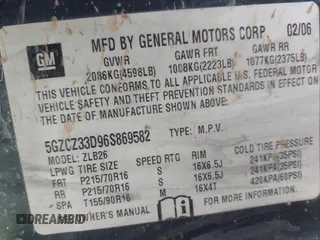 GM
MFD BY GENERAL MOTORS CORP 02/06
GVWR GAWR FRT GAWR RR
2086KG(4598LB) 1008KG(2223LB) 1077KG(2375LB)
THIS VEHICLE CONFORMS TO ALL APPLICABLE U.S. FEDERAL MOTOR
VEHICLE SAFETY AND THEFT PREVENTION STANDARDS IN
EFFECT ON THE DATE OF MANUFACTURE SHOWN ABOVE.
5GZCZ33D96S869582 TYPE: M.P.V.
MODEL: ZLB26
LPWG TIRE SIZE SPEED RTG RIM COLD TIRE PRESSURE
FRT P215/70R16 S 16X6.5J 241KPA(35PSI)
RR P215/70R16 S 16X6.5J 241KPA(35PSI)
SPA T155/90R16 M 16X4T 420KPA(60PSI)
OWNER'S MANUAL
DREAMBID